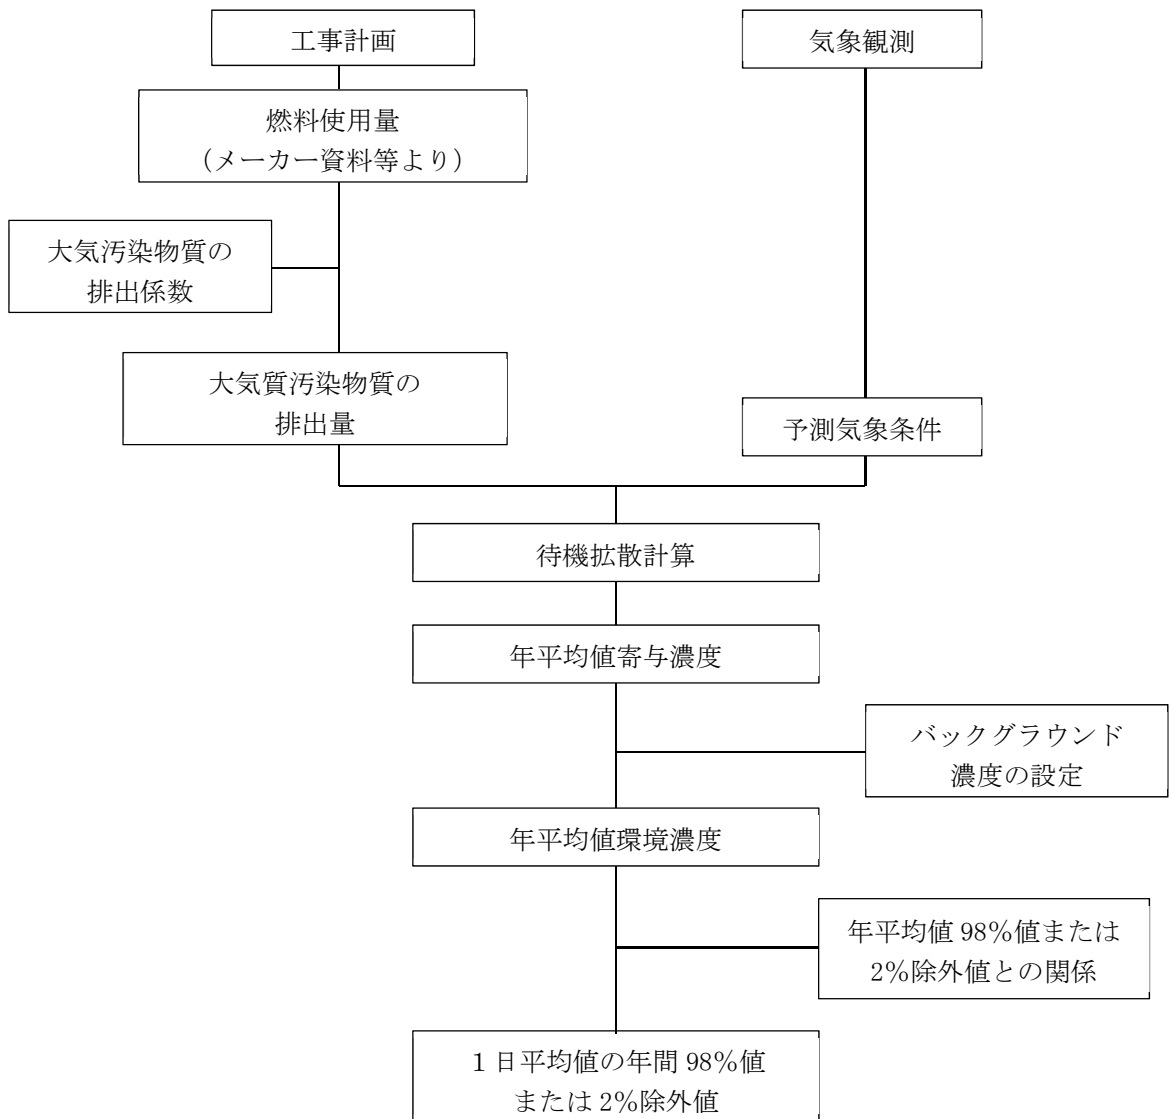 工事計画
気象観測
燃料使用量
（メーカー資料等より）
大気汚染物質の
排出係数
大気質汚染物質の
排出量
予測気象条件
待機拡散計算
年平均値寄与濃度
バックグラウンド
濃度の設定
年平均値環境濃度
年平均値 98％値または
2％除外値との関係
１日平均値の年間 98％値
または 2％除外値